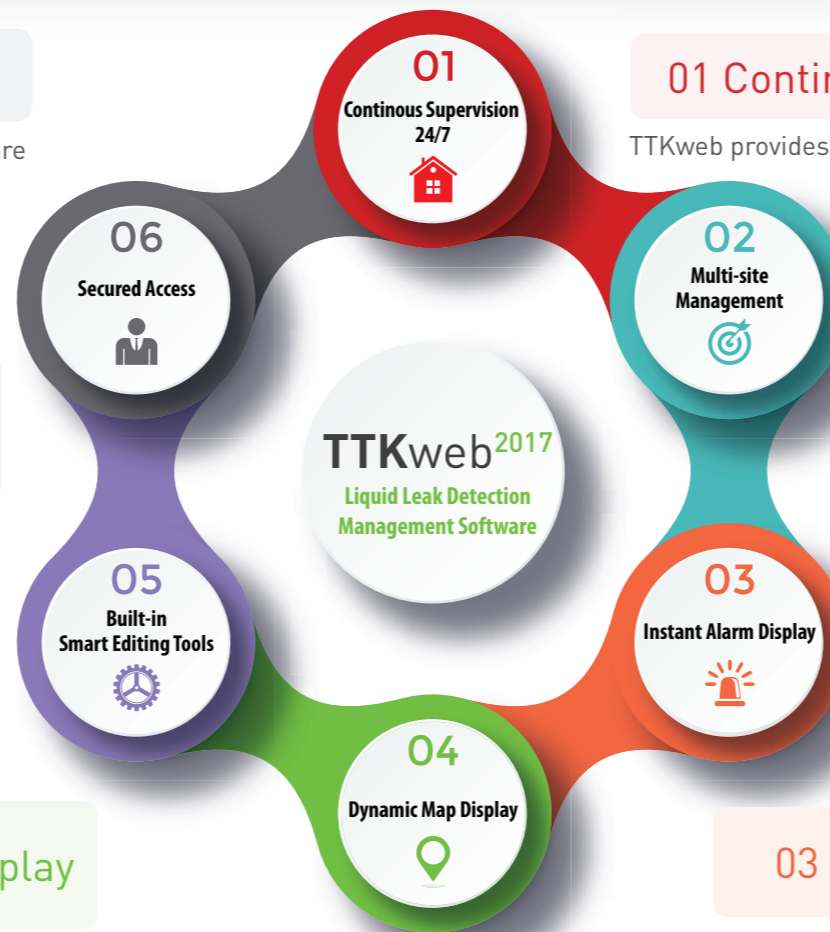 01
Continous Supervision
24/7
01 Contin
TTKweb provides
re
06
Secured Access
02
Multi-site
Management
TTKweb2017
Liquid Leak Detection
Management Software
05
Built-in
Smart Editing Tools
03
Instant Alarm Display
04
Dynamic Map Display
play
03